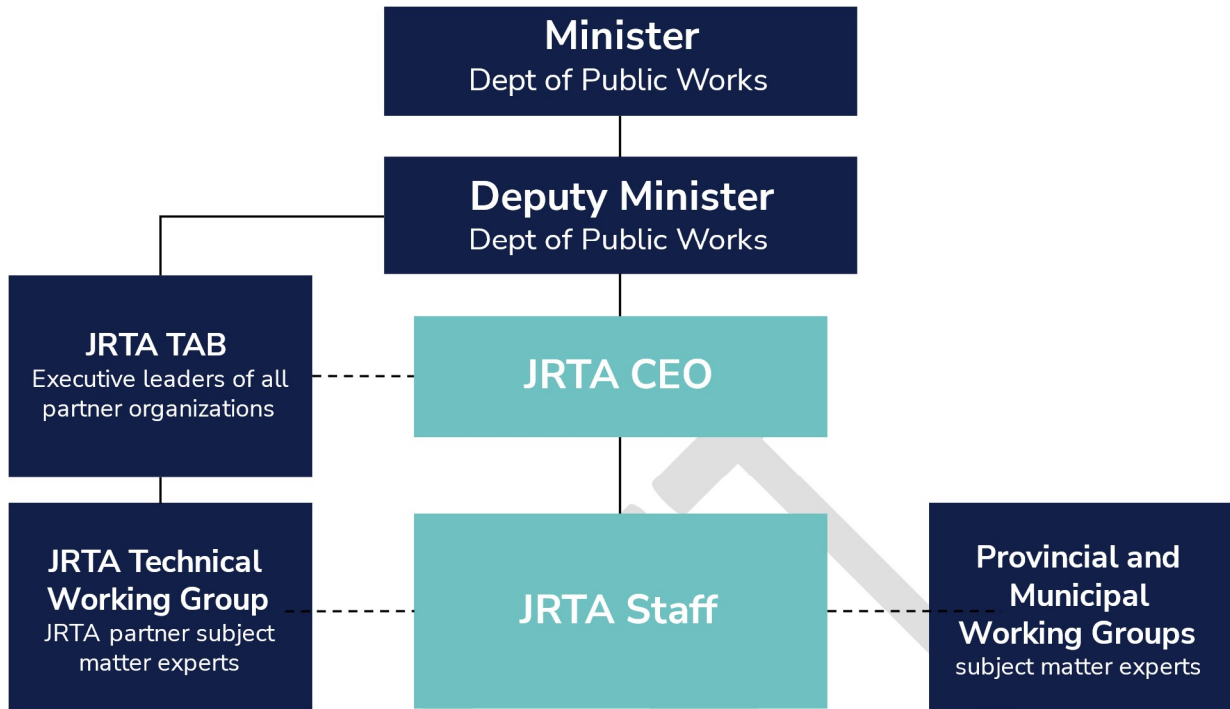 Minister
Dept of Public Works
Deputy Minister
Dept of Public Works
JRTA TAB
Executive leaders of all
partner organizations
JRTA CEO
JRTA Technical
Working Group
JRTA partner subject
matter experts
JRTA Staff
Provincial and
Municipal
Working Groups
subject matter experts